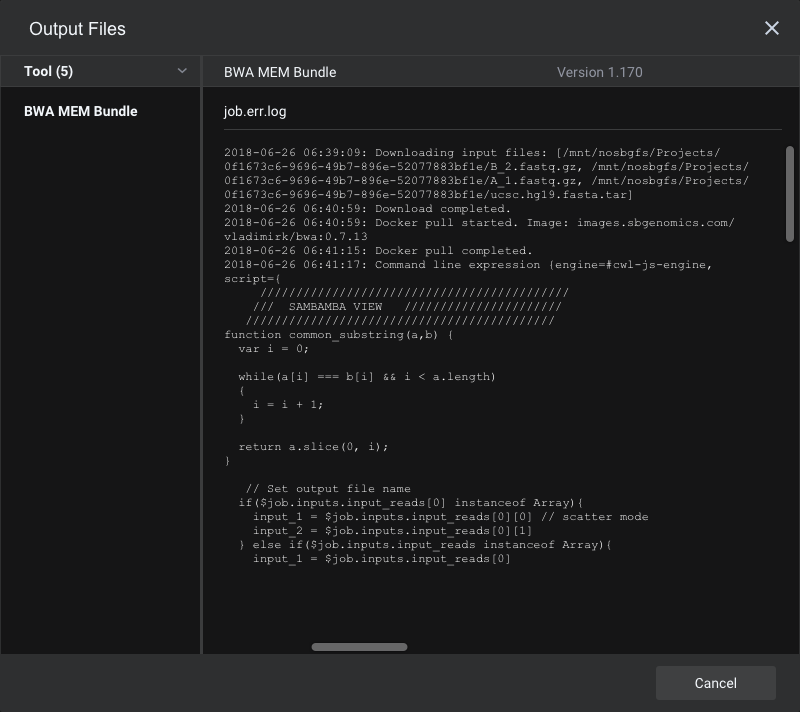 Output Files
Tool (5)
BWA MEM Bundle
Version 1.170
BWA MEM Bundle
job.err.log
2018-06-26 06:39:09: Downloading input files: [/mnt/nosbgfs/Projects/
0f1673c6-9696-49b7-896e-52077883bf1e/B_2.fastq.gz, /mnt/nosbgfs/Projects/
0f1673c6-9696-49b7-896e-52077883bf1e/A_1.fastq.gz, /mnt/nosbgfs/Projects/
0f1673c6-9696-49b7-896e-52077883bf1e/ucsc.hg19.fasta.tar]
2018-06-26 06:40:59: Download completed.
2018-06-26 06:40:59: Docker pull started. Image: images.sbgenomics.com/
vladimirk/bwa:0.7.13
2018-06-26 06:41:15: Docker pull completed.
2018-06-26 06:41:17: Command line expression {engine=#cwl-js-engine,
script={
     ///////////////////////////////////////////
    ///  SAMBAMBA VIEW   //////////////////////
   ///////////////////////////////////////////
function common_substring(a,b) {
  var i = 0;
  while(a[i] === b[i] && i < a.length)
  {
    i = i + 1;
  }
  return a.slice(0, i);
}
   // Set output file name
  if($job.inputs.input_reads[0] instanceof Array){
    input_1 = $job.inputs.input_reads[0][0] // scatter mode
    input_2 = $job.inputs.input_reads[0][1]
  } else if($job.inputs.input_reads instanceof Array){
    input_1 = $job.inputs.input_reads[0]
Cancel